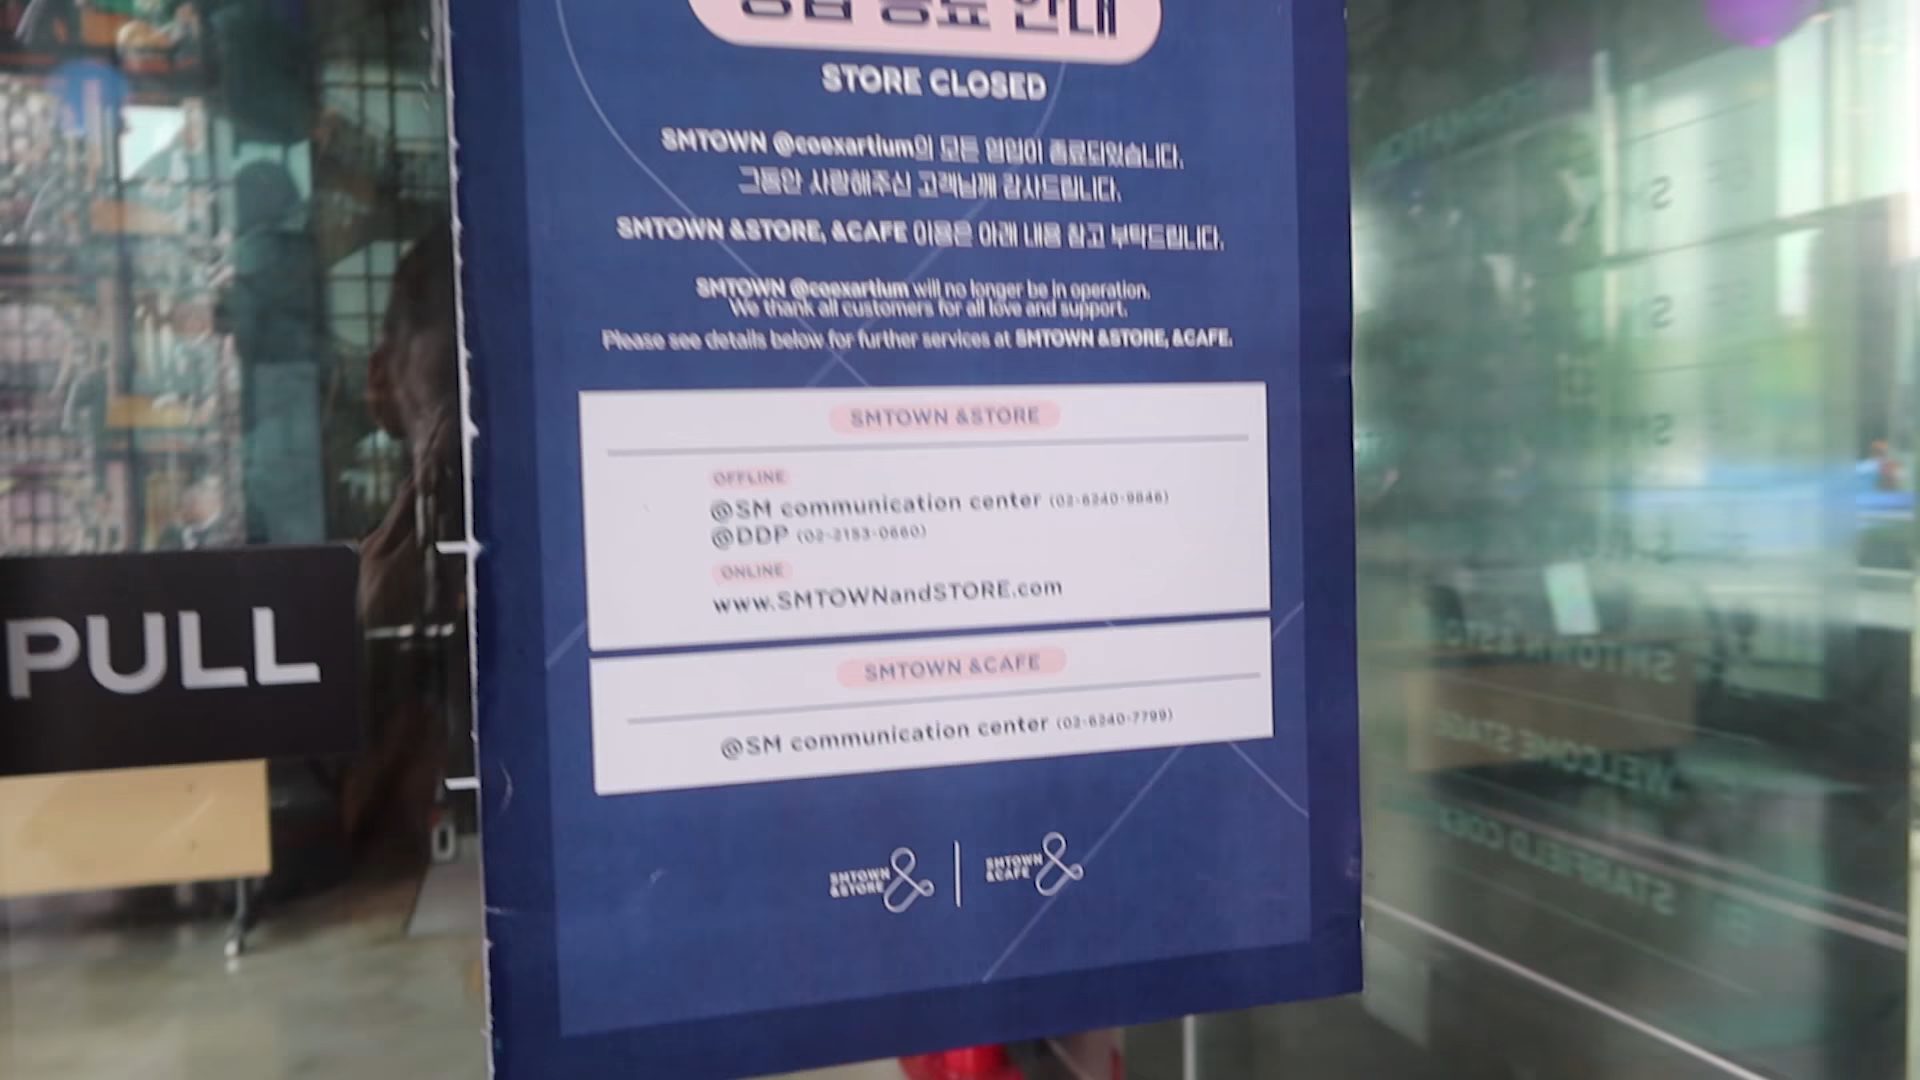 영업 종료 안내
STORE CLOSED
SMTOWN @coexartium의 모든 영업이 종료되었습니다.
그동안 사랑해주신 고객님께 감사드립니다.
SMTOWN &STORE, &CAFE 이용은 아래 내용 참고 부탁드립니다.
SMTOWN @coexartium will no longer be in operation.
We thank all customers for all love and support.
Please see details below for further services at SMTOWN &STORE, &CAFE.
SMTOWN &STORE
OFFLINE
@SM communication center (02-6240-9846)
@DDP (02-2153-0660)
ONLINE
www.SMTOWNandSTORE.com
SMTOWN &CAFE
@SM communication center (02-6240-7799)
SMTOWN
&STORE
SMTOWN
&CAFE
PULL
WELCOME
STARFIELD